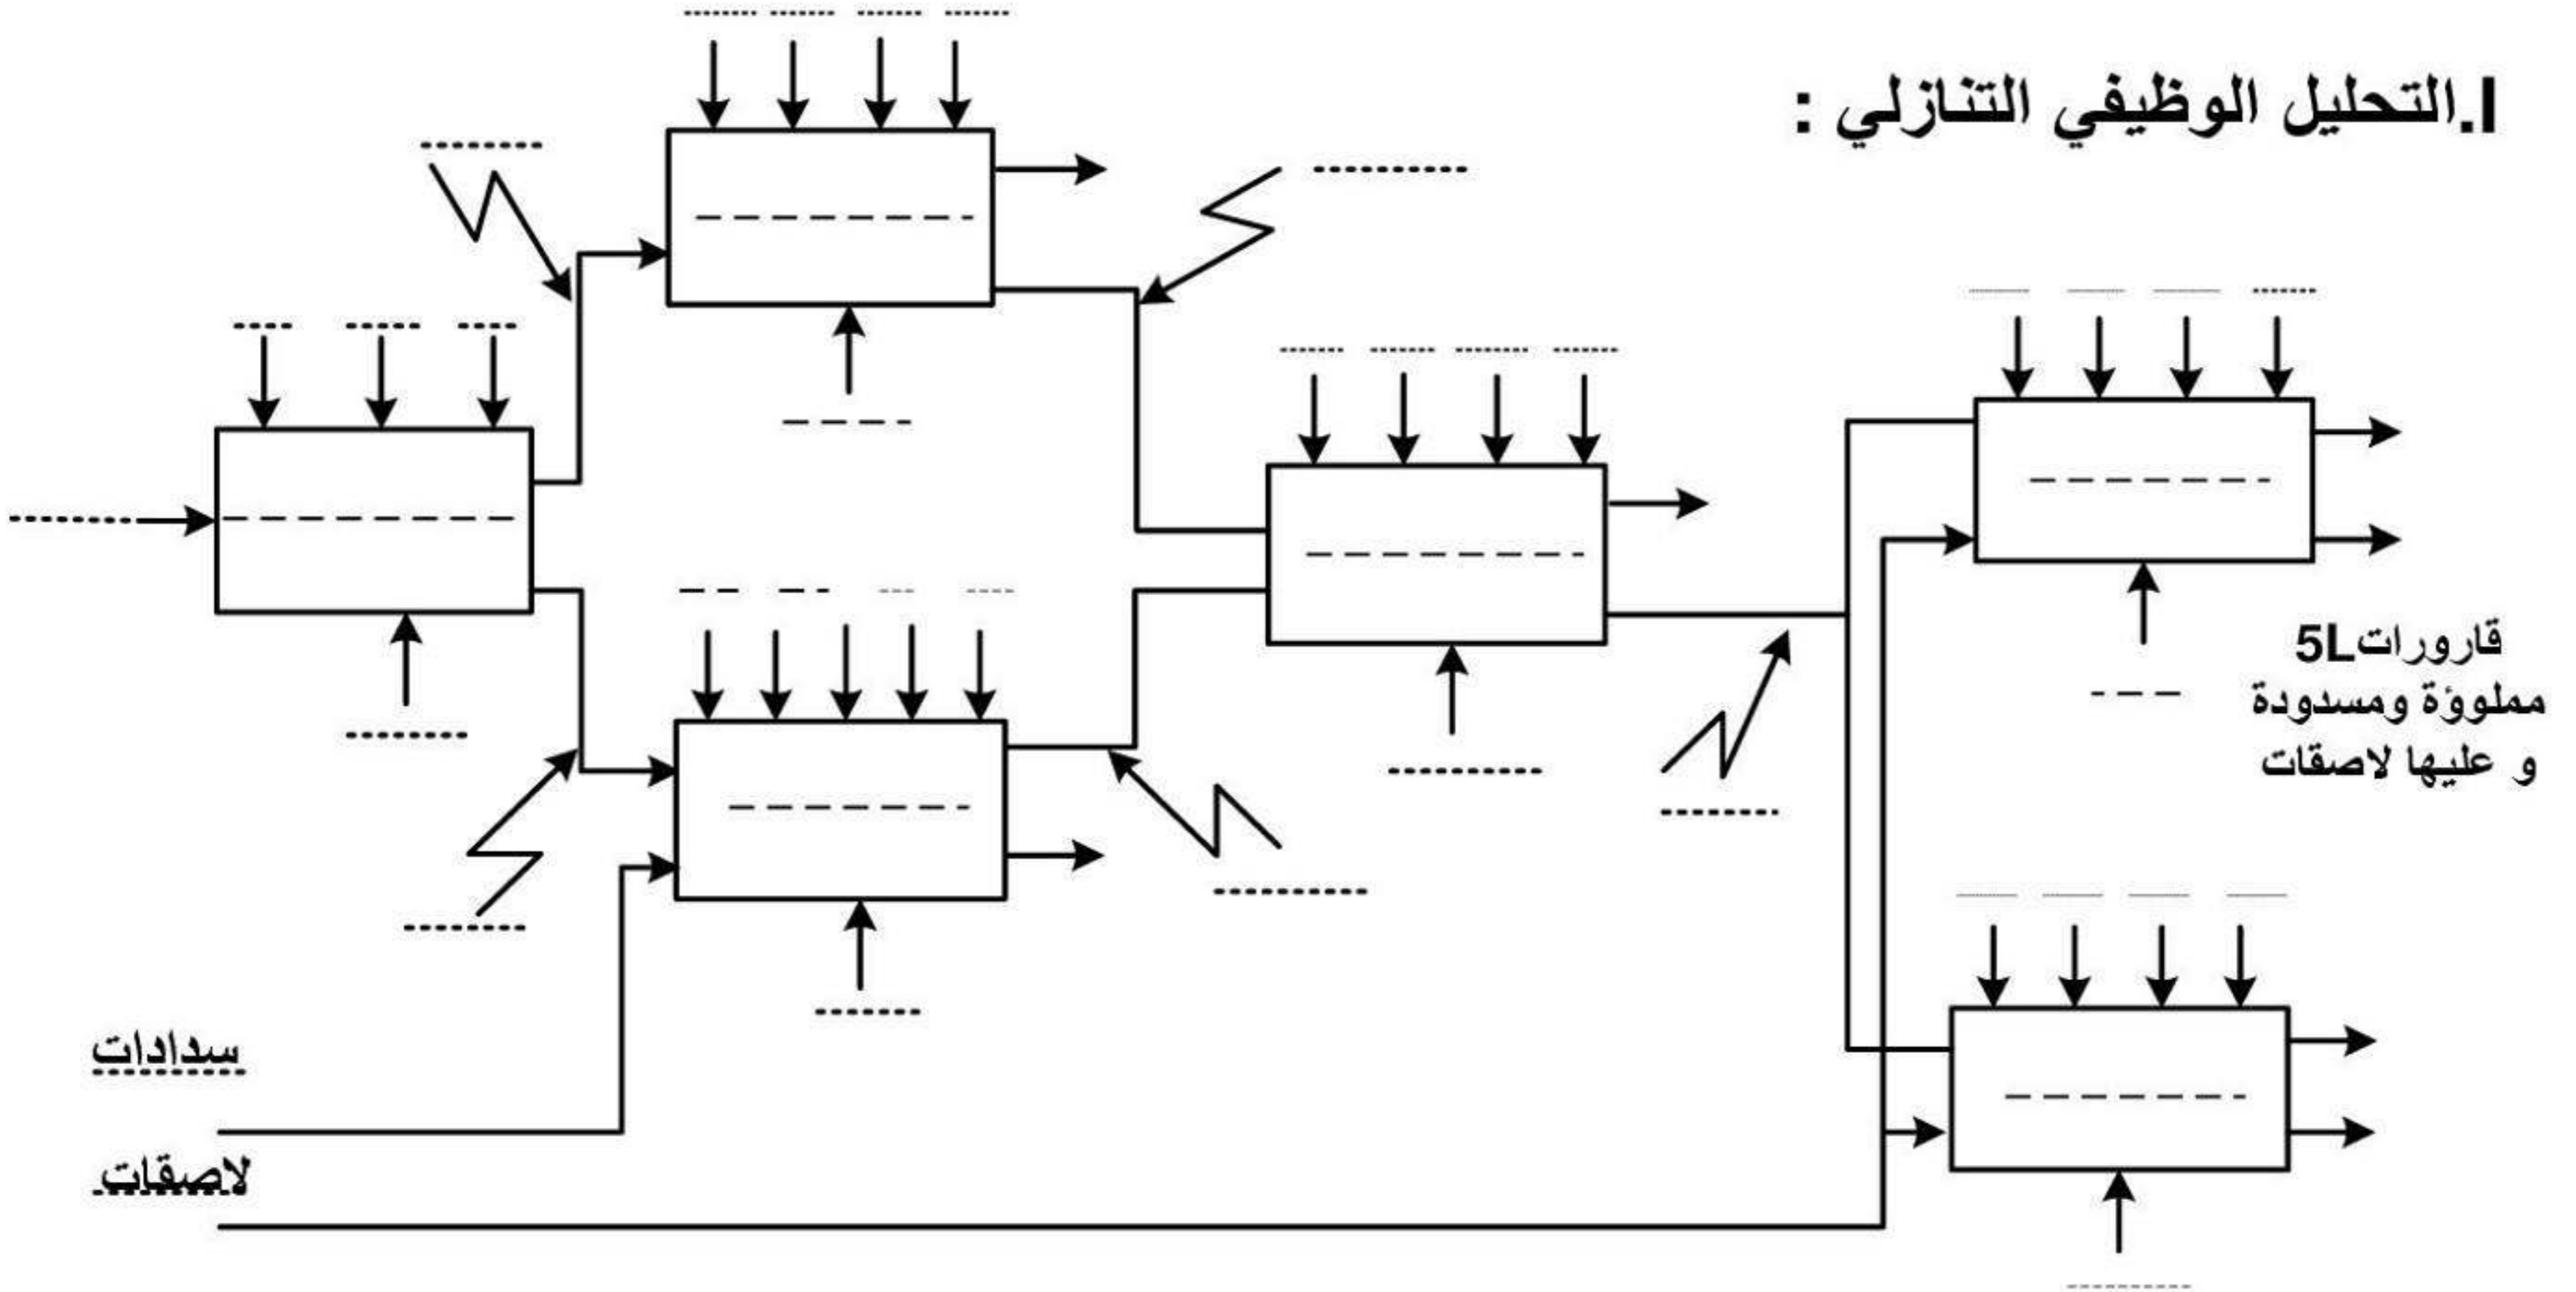 I.التحليل الوظيفي التنازلي :
قارورات5L
مملوؤة ومسدودة
و عليها لاصقات
سدادات
لاصقات